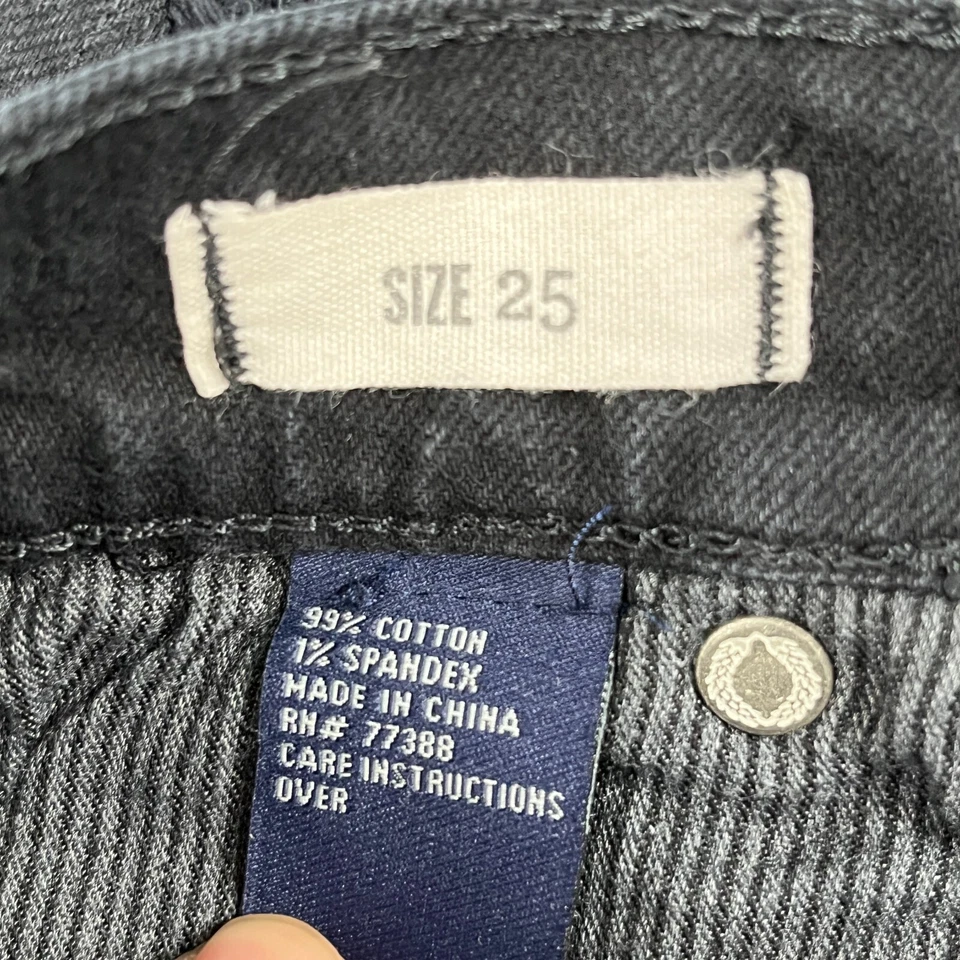 SIZE 25
99% COTTON
1% SPANDEX
MADE IN CHINA
RN# 77388
CARE INSTRUCTIONS
OVER